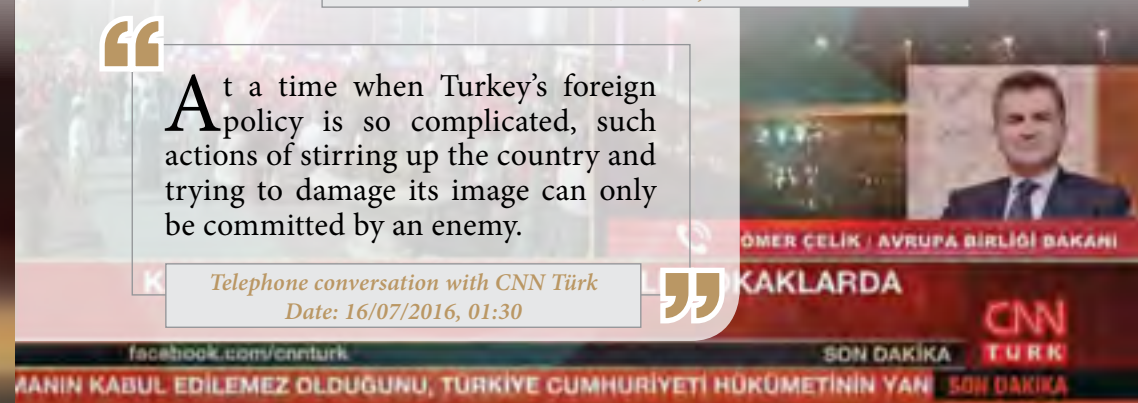 “
At a time when Turkey’s foreign
policy is so complicated, such
actions of stirring up the country and
trying to damage its image can only
be committed by an enemy.
ÖMER ÇELİK / AVRUPA BİRLİĞİ BAKANI
Telephone conversation with CNN Türk
Date: 16/07/2016, 01:30
”
K
KAKLARDA
CNN
TURK
facebook.com/cnnturk
SON DAKİKA
MANIN KABUL EDİLEMEZ OLDUĞUNU, TÜRKİYE CUMHURİYETİ HÜKÜMETİNİN YAN
SON DAKİKA